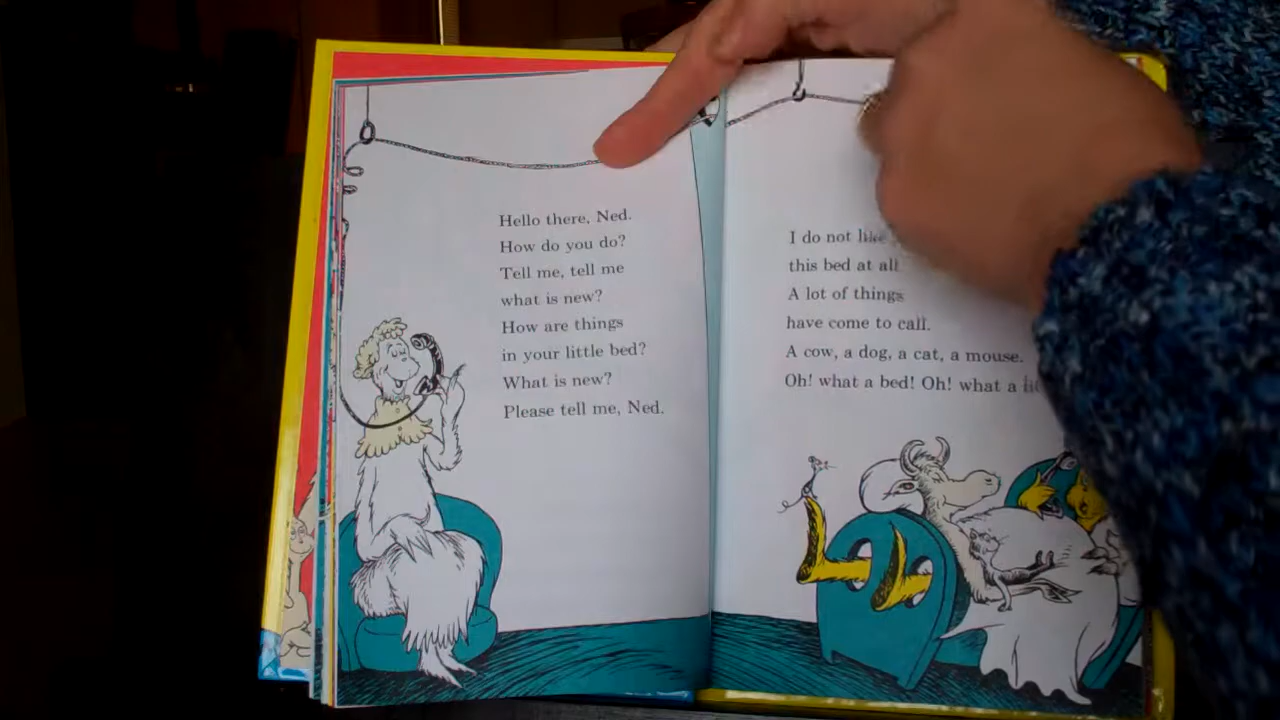 Hello there, Ned.
How do you do?
Tell me, tell me
what is new?
How are things
in your little bed?
What is new?
Please tell me, Ned.
I do not like
this bed at all.
A lot of things
have come to call.
A cow, a dog, a cat, a mouse.
Oh! what a bed! Oh! what a